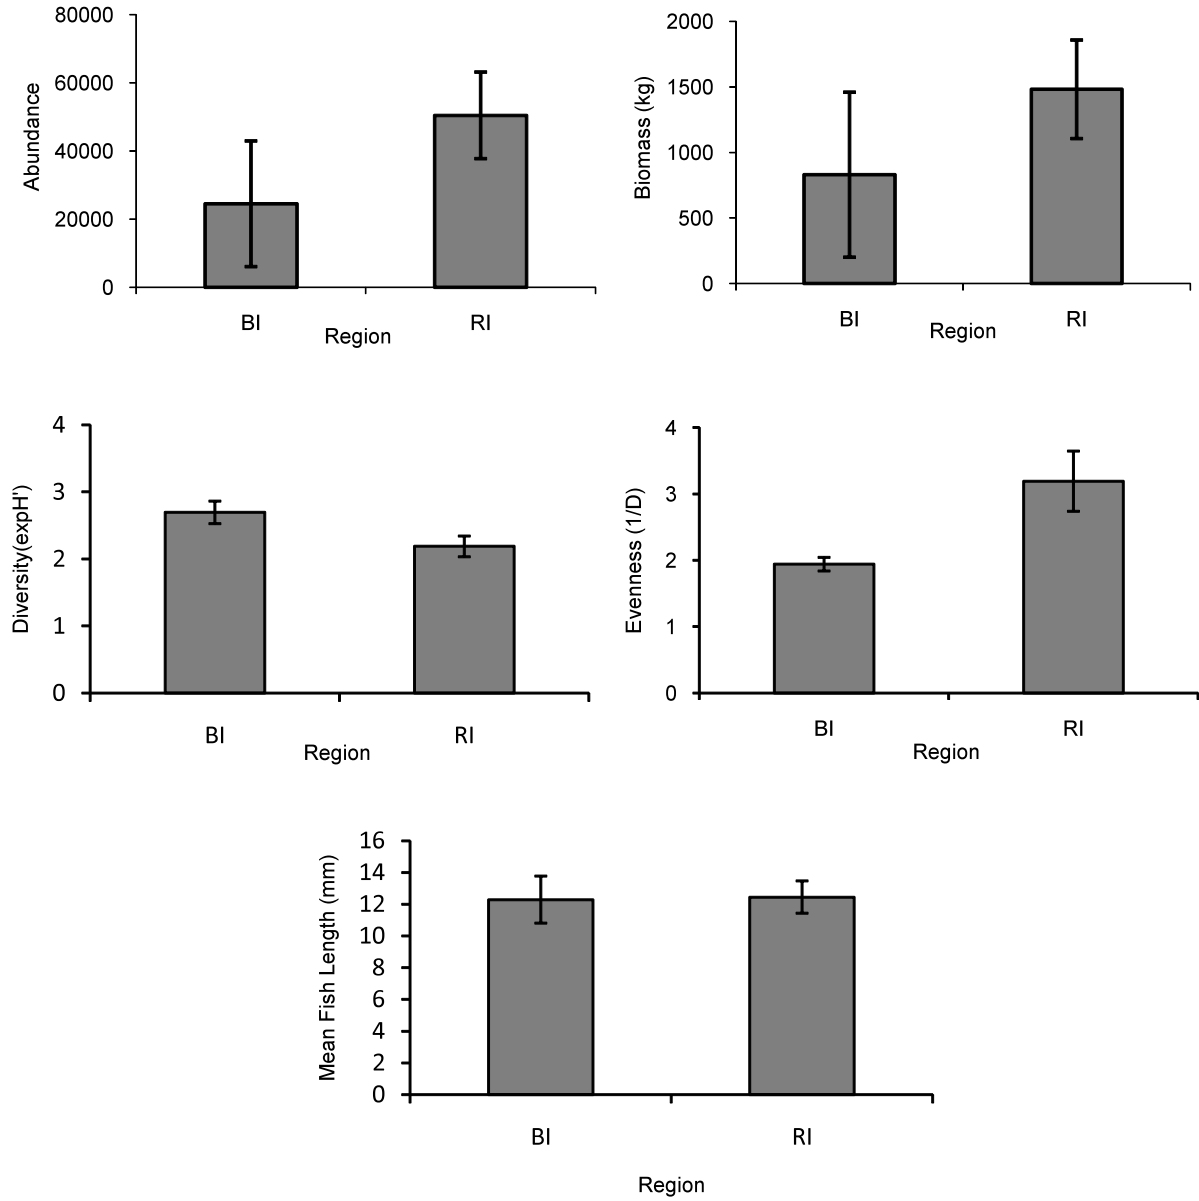 80000
60000
40000
20000
0
Abundance
BI
RI
Region
2000
1500
1000
500
0
Biomass (kg)
BI
RI
Region
4
3
2
1
0
Diversity(expH')
BI
RI
Region
4
3
2
1
0
Evenness (1/D)
BI
RI
Region
16
14
12
10
8
6
4
2
0
Mean Fish Length (mm)
BI
RI
Region